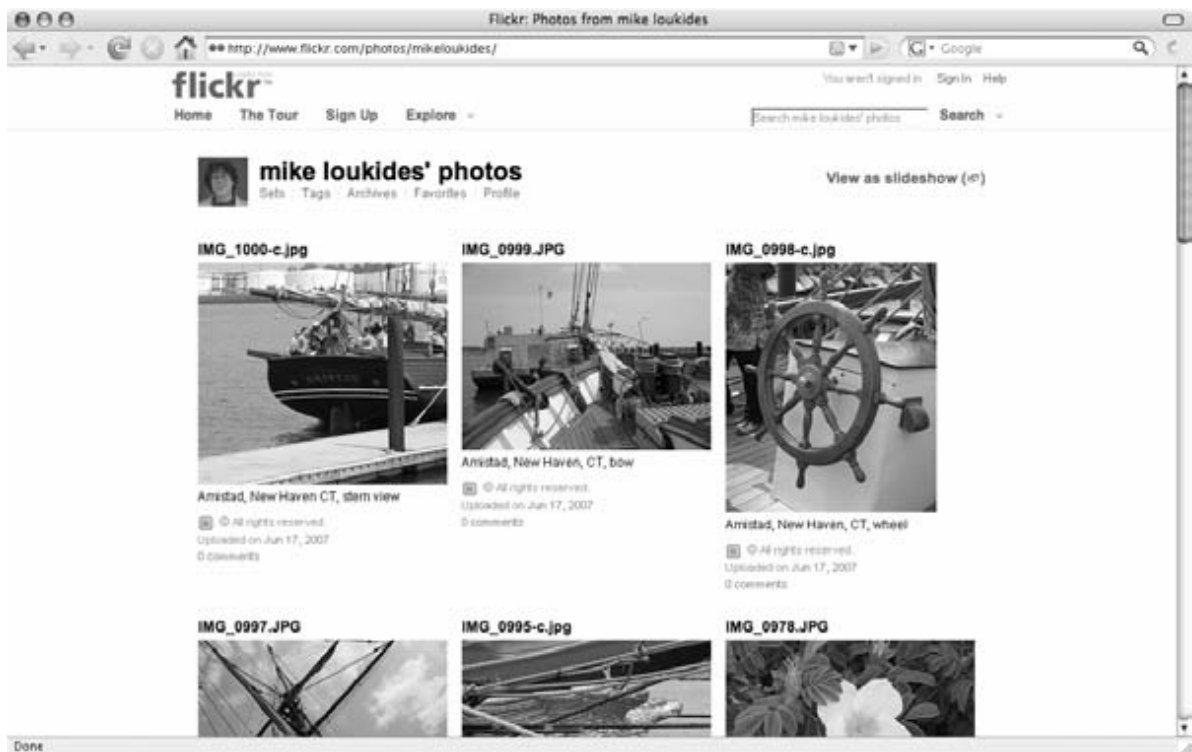 Flickr: Photos from mike loukides
http://www.flickr.com/photos/mikeloukides/
Google
flickr
You aren't signed in Sign In Help
Home The Tour Sign Up Explore
Search mike loukides' photos Search
mike loukides' photos
Sets Tags Archives Favorites Profile
View as slideshow
IMG_1000-c.jpg
Amistad, New Haven CT, stern view
© All rights reserved.
Uploaded on Jun 17, 2007
0 comments
IMG_0999.JPG
Amistad, New Haven, CT, bow
© All rights reserved.
Uploaded on Jun 17, 2007
0 comments
IMG_0998-c.jpg
Amistad, New Haven, CT, wheel
© All rights reserved.
Uploaded on Jun 17, 2007
0 comments
IMG_0997.JPG
IMG_0995-c.jpg
IMG_0978.JPG
Done